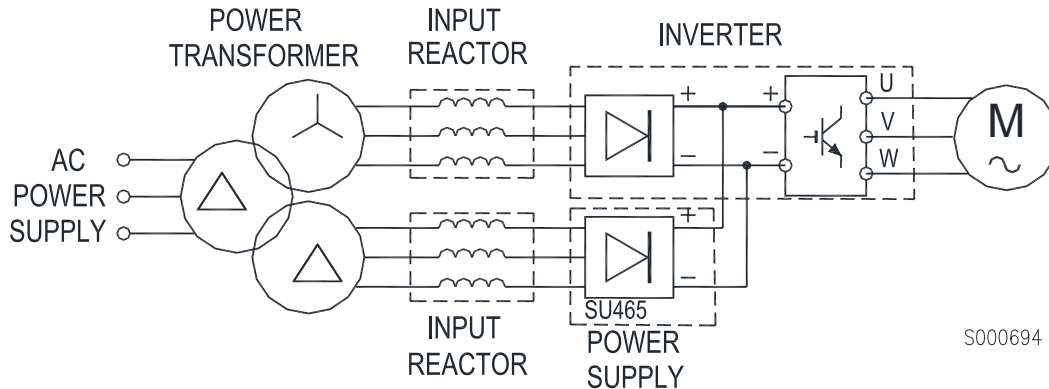 POWER
TRANSFORMER
INPUT
REACTOR
INVERTER
AC
POWER
SUPPLY
+
−
+
−
U
V
W
M
+
−
SU465
INPUT
REACTOR
POWER
SUPPLY
S000694